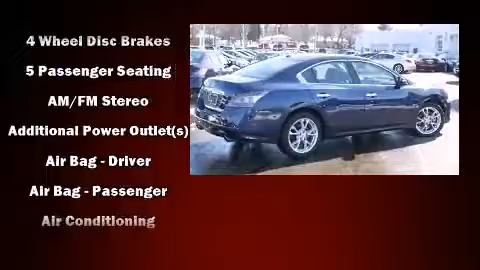 4 Wheel Disc Brakes
5 Passenger Seating
AM/FM Stereo
Additional Power Outlet(s)
Air Bag - Driver
Air Bag - Passenger
Air Conditioning